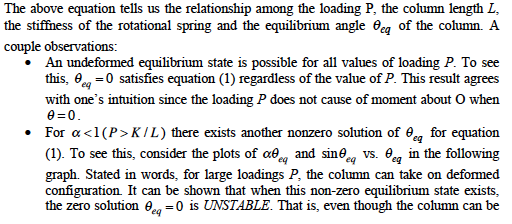 The above equation tells us the relationship among the loading P, the column length L,
the stiffness of the rotational spring and the equilibrium angle θeq of the column. A
couple observations:
• An undeformed equilibrium state is possible for all values of loading P. To see
this, θeq = 0 satisfies equation (1) regardless of the value of P. This result agrees
with one's intuition since the loading P does not cause of moment about O when
θ = 0.
• For α < 1 (P > K / L) there exists another nonzero solution of θeq for equation
(1). To see this, consider the plots of αθeq and sinθeq vs. θeq in the following
graph. Stated in words, for large loadings P, the column can take on deformed
configuration. It can be shown that when this non-zero equilibrium state exists,
the zero solution θeq = 0 is UNSTABLE. That is, even though the column can be